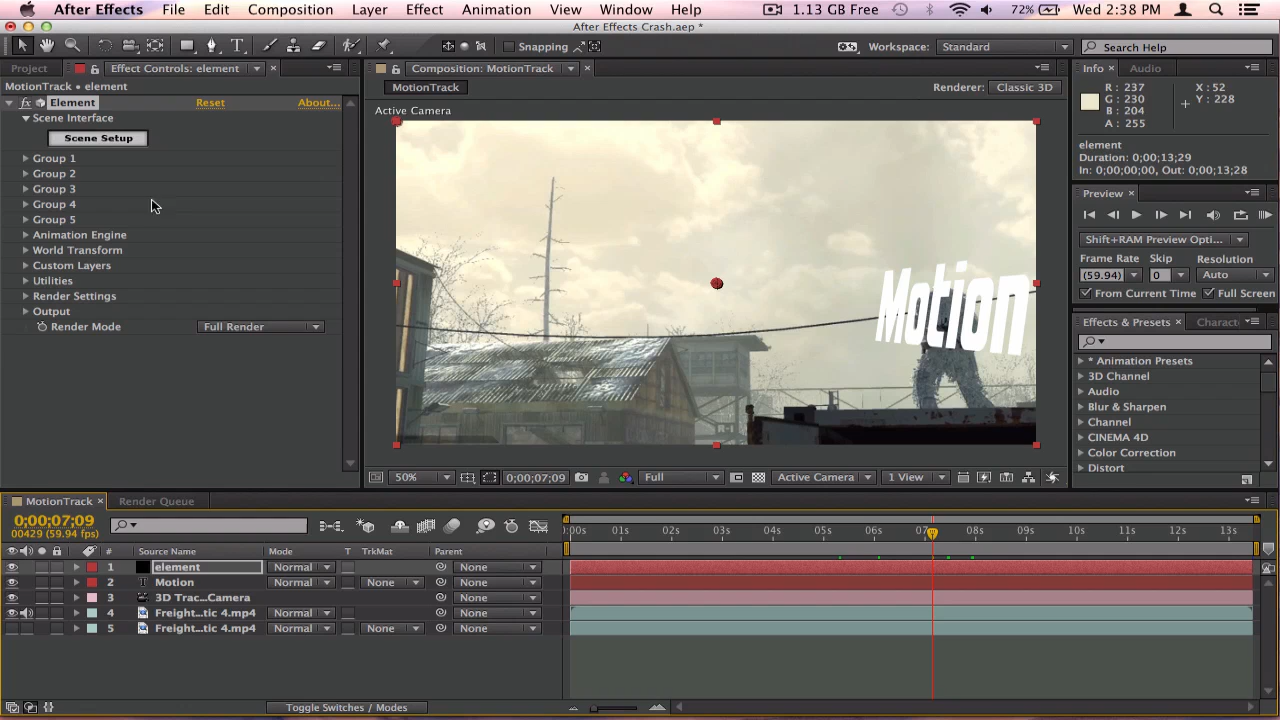 After Effects File Edit Composition Layer Effect Animation View Window Help 1.13 GB Free 72% Wed 2:38 PM
After Effects Crash.aep *
Snapping Workspace: Standard Search Help
Project Effect Controls: element Composition: MotionTrack Info Audio
MotionTrack • element MotionTrack Renderer: Classic 3D
fx Element Reset About...
Active Camera
Scene Interface
Scene Setup
Group 1
Group 2
Group 3
Group 4
Group 5
Animation Engine
World Transform
Custom Layers
Utilities
Render Settings
Output
Render Mode Full Render
Motion
50% 0;00;07;09 Full Active Camera 1 View
R: 237 X: 52
G: 230 Y: 228
B: 204
A: 255
element
Duration: 0;00;13;29
In: 0;00;00;00, Out: 0;00;13;28
Preview
Shift+RAM Preview Opti...
Frame Rate Skip Resolution
(59.94) 0 Auto
From Current Time Full Screen
Effects & Presets Charact
* Animation Presets
3D Channel
Audio
Blur & Sharpen
Channel
CINEMA 4D
Color Correction
Distort
MotionTrack Render Queue
0;00;07;09
00429 (59.94 fps)
:00s 01s 02s 03s 04s 05s 06s 07s 08s 09s 10s 11s 12s 13s
# Source Name Mode T TrkMat Parent
1 element Normal None
2 T Motion Normal None None
3 3D Trac...Camera None
4 Freight...tic 4.mp4 Normal None
5 Freight...tic 4.mp4 Normal None None
Toggle Switches / Modes